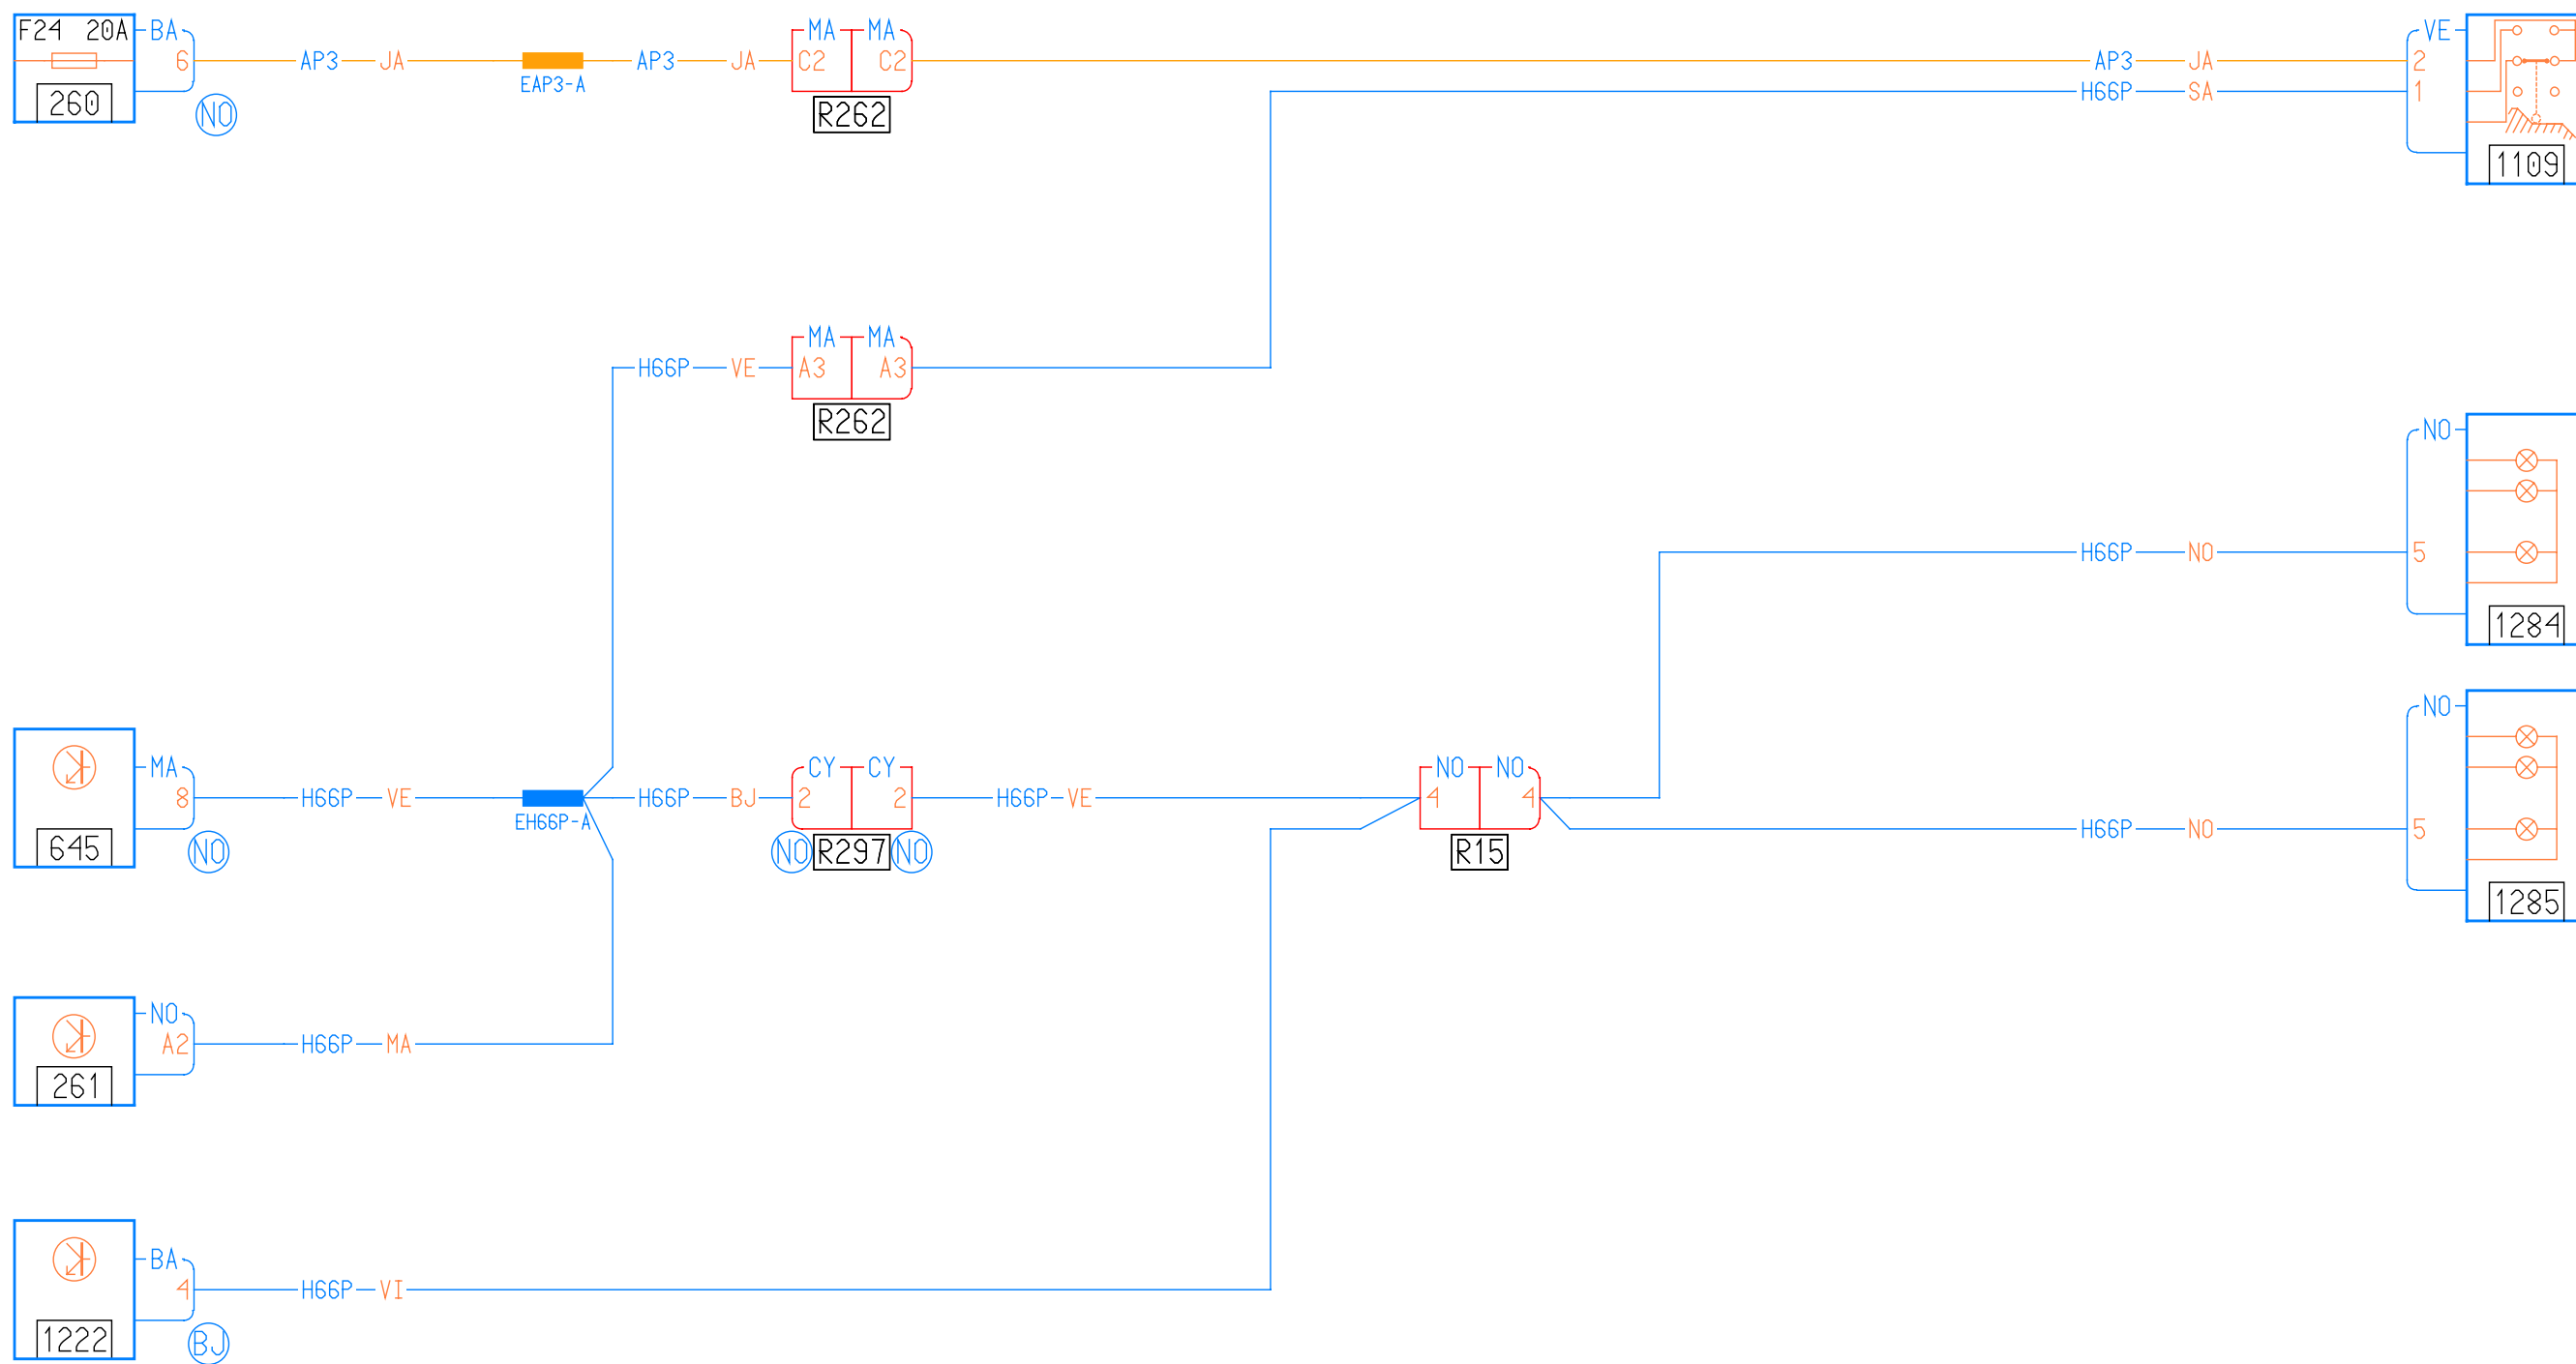 F24 20A BA MA MA VE
6 AP3 JA AP3 JA C2 C2 AP3 JA 2
EAP3-A
H66P SA 1
260 NO R262
1109
MA MA
H66P VE A3 A3
R262
NO
H66P NO 5
1284
NO
MA CY CY NO NO
8 H66P VE H66P BJ 2 2 H66P VE 4 4
EH66P-A
H66P NO 5
645 NO NO R297 NO R15
1285
NO
A2 H66P MA
261
BA
4 H66P VI
1222 BJ